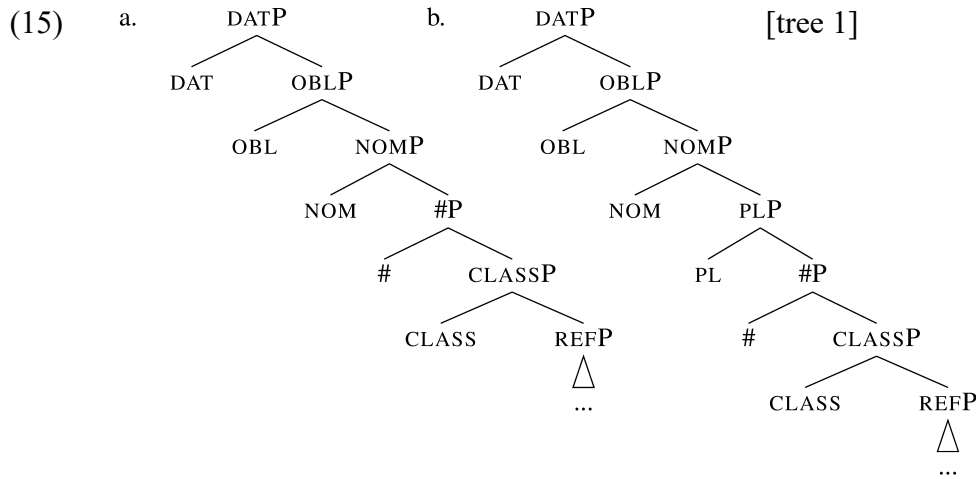 (15) a. DATP b. DATP [tree 1]
DAT OBLP DAT OBLP
OBL NOMP OBL NOMP
NOM #P NOM PLP
# CLASSP PL #P
CLASS REFP # CLASSP
... CLASS REFP
...